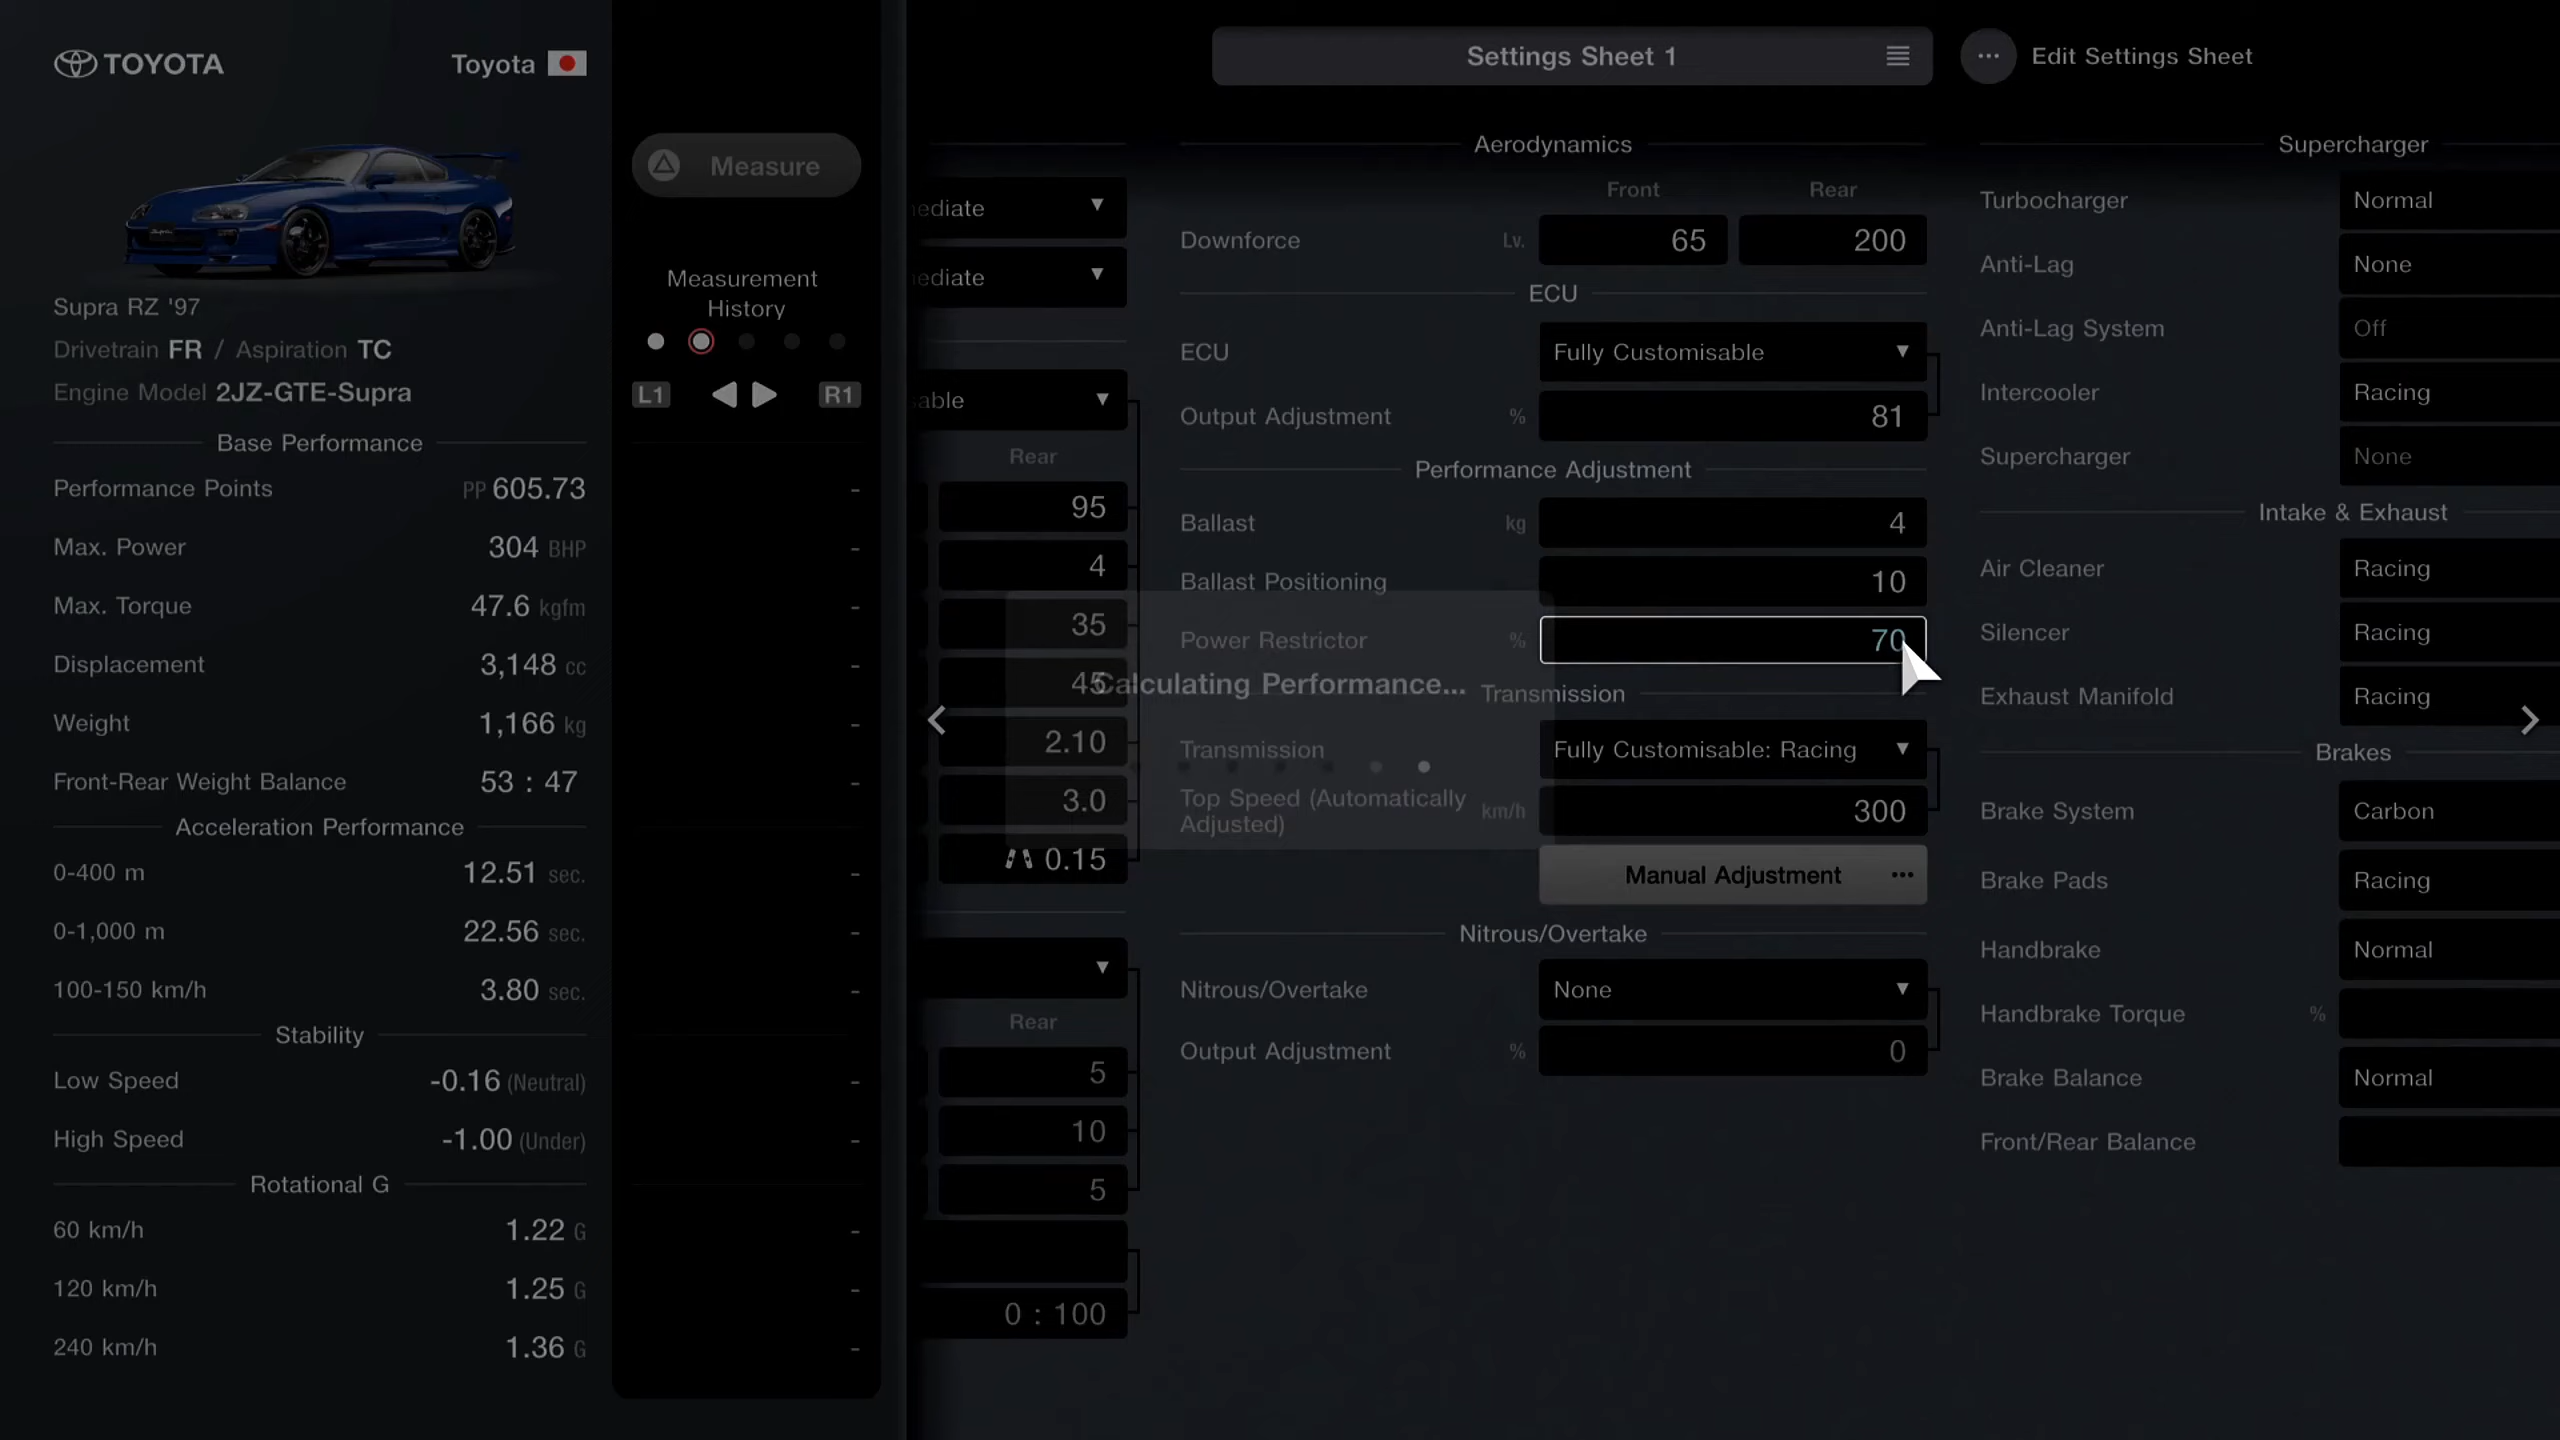 TOYOTA
Toyota
Supra RZ '97
Drivetrain FR / Aspiration TC
Engine Model 2JZ-GTE-Supra
Base Performance
Performance Points PP 605.73
Max. Power 304 BHP
Max. Torque 47.6 kgfm
Displacement 3,148 cc
Weight 1,166 kg
Front-Rear Weight Balance 53 : 47
Acceleration Performance
0-400 m 12.51 sec.
0-1,000 m 22.56 sec.
100-150 km/h 3.80 sec.
Stability
Low Speed -0.16 (Neutral)
High Speed -1.00 (Under)
Rotational G
60 km/h 1.22 G
120 km/h 1.25 G
240 km/h 1.36 G
Measure
Measurement
History
L1 R1
Settings Sheet 1
Edit Settings Sheet
ediate
ediate
able
Rear
95
4
35
45
2.10
3.0
0.15
Rear
5
10
5
0 : 100
Calculating Performance...
Aerodynamics
Front Rear
Downforce Lv. 65 200
ECU
ECU Fully Customisable
Output Adjustment % 81
Performance Adjustment
Ballast kg 4
Ballast Positioning 10
Power Restrictor % 70
Transmission
Transmission Fully Customisable: Racing
Top Speed (Automatically
Adjusted) km/h 300
Manual Adjustment
Nitrous/Overtake
Nitrous/Overtake None
Output Adjustment % 0
Supercharger
Turbocharger Normal
Anti-Lag None
Anti-Lag System Off
Intercooler Racing
Supercharger None
Intake & Exhaust
Air Cleaner Racing
Silencer Racing
Exhaust Manifold Racing
Brakes
Brake System Carbon
Brake Pads Racing
Handbrake Normal
Handbrake Torque %
Brake Balance Normal
Front/Rear Balance